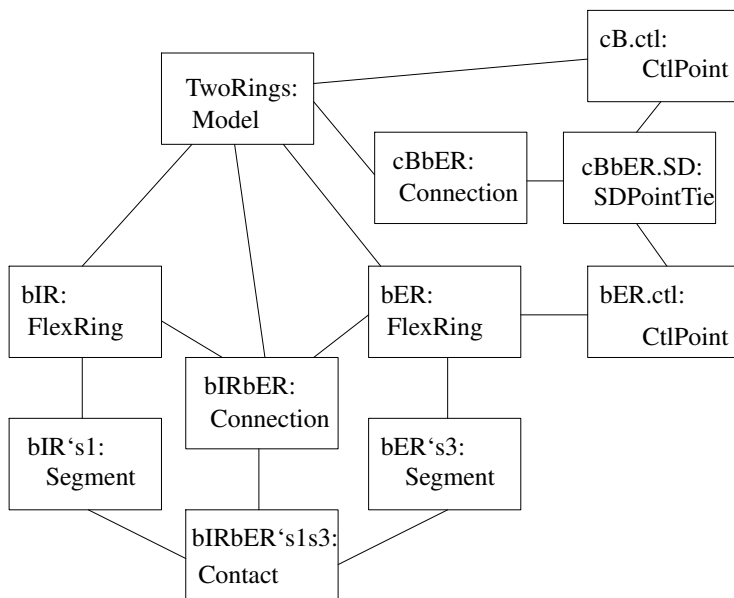 cB.ctl:
CtlPoint
TwoRings:
Model
cBbER:
Connection
cBbER.SD:
SDPointTie
bIR:
FlexRing
bER:
FlexRing
bER.ctl:
CtlPoint
bIRbER:
Connection
bIR‘s1:
Segment
bER‘s3:
Segment
bIRbER‘s1s3:
Contact